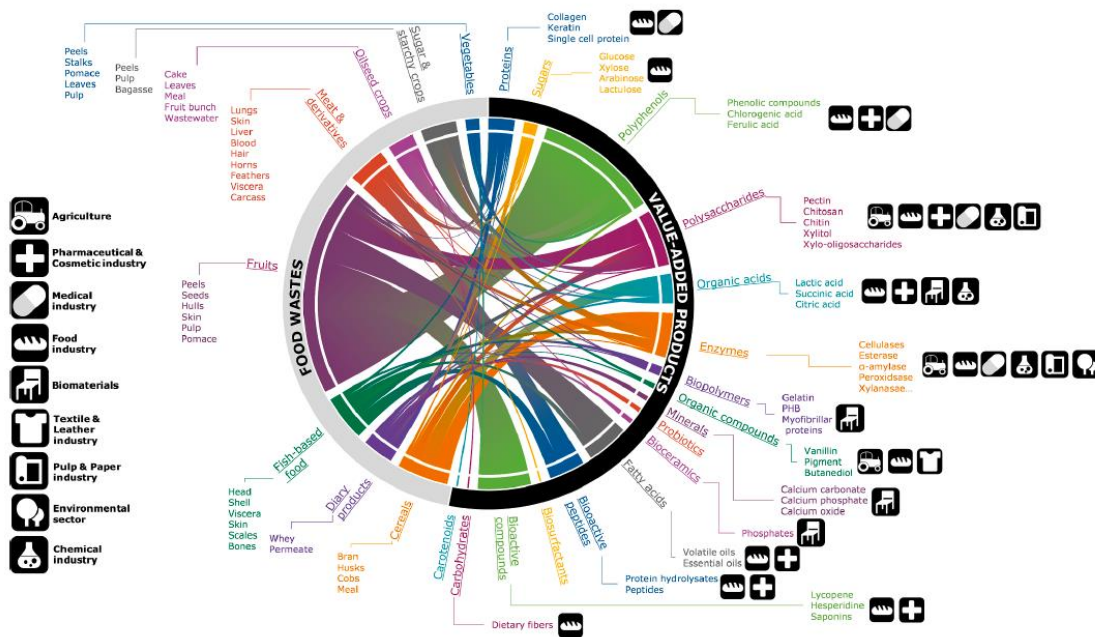 Peels
Stalks
Pomace
Leaves
Pulp
Peels
Pulp
Bagasse
Cake
Leaves
Meal
Fruit bunch
Wastewater
Lungs
Skin
Liver
Blood
Hair
Horns
Feathers
Viscera
Carcass
Meat &
derivatives
Oilseed crops
Sugar &
starchy crops
Vegetables
Proteins
Collagen
Keratin
Single cell protein
Sugars
Glucose
Xylose
Arabinose
Lactulose
Polyphenols
Phenolic compounds
Chlorogenic acid
Ferulic acid
Polysaccharides
Pectin
Chitosan
Chitin
Xylitol
Xylo-oligosaccharides
Organic acids
Lactic acid
Succinic acid
Citric acid
Enzymes
Cellulases
Esterase
α-amylase
Peroxidsase
Xylanasae...
Biopolymers
Gelatin
PHB
Myofibrillar
proteins
Organic compounds
Vanillin
Pigment
Butanediol
Minerals
Calcium carbonate
Calcium phosphate
Calcium oxide
Probiotics
Bioceramics
Phosphates
Fatty acids
Volatile oils
Essential oils
Biooactive
peptides
Protein hydrolysates
Peptides
Biosurfactants
Bioactive
compounds
Lycopene
Hesperidine
Saponins
Carbohydrates
Dietary fibers
Carotenoids
Cereals
Bran
Husks
Cobs
Meal
Diary
products
Whey
Permeate
Fish-based
food
Head
Shell
Viscera
Skin
Scales
Bones
Fruits
Peels
Seeds
Hulls
Skin
Pulp
Pomace
FOOD WASTES
VALUE-ADDED PRODUCTS
Agriculture
Pharmaceutical &
Cosmetic industry
Medical
industry
Food
industry
Biomaterials
Textile &
Leather
industry
Pulp & Paper
industry
Environmental
sector
Chemical
industry